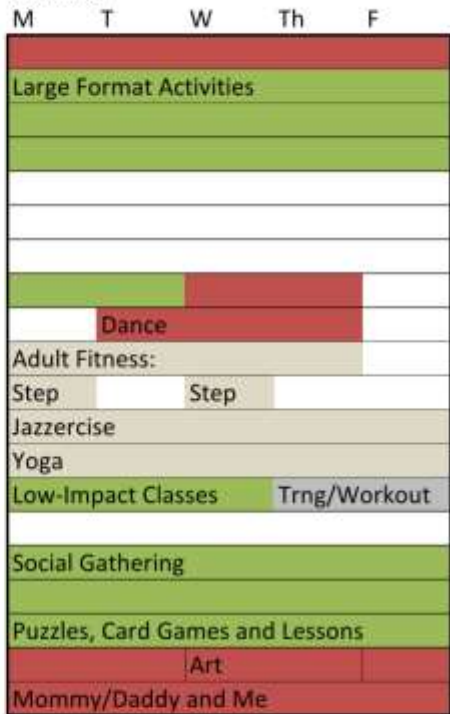 M T W Th F
Large Format Activities
Dance
Adult Fitness:
Step Step
Jazzercise
Yoga
Low-Impact Classes Trng/Workout
Social Gathering
Puzzles, Card Games and Lessons
Art
Mommy/Daddy and Me